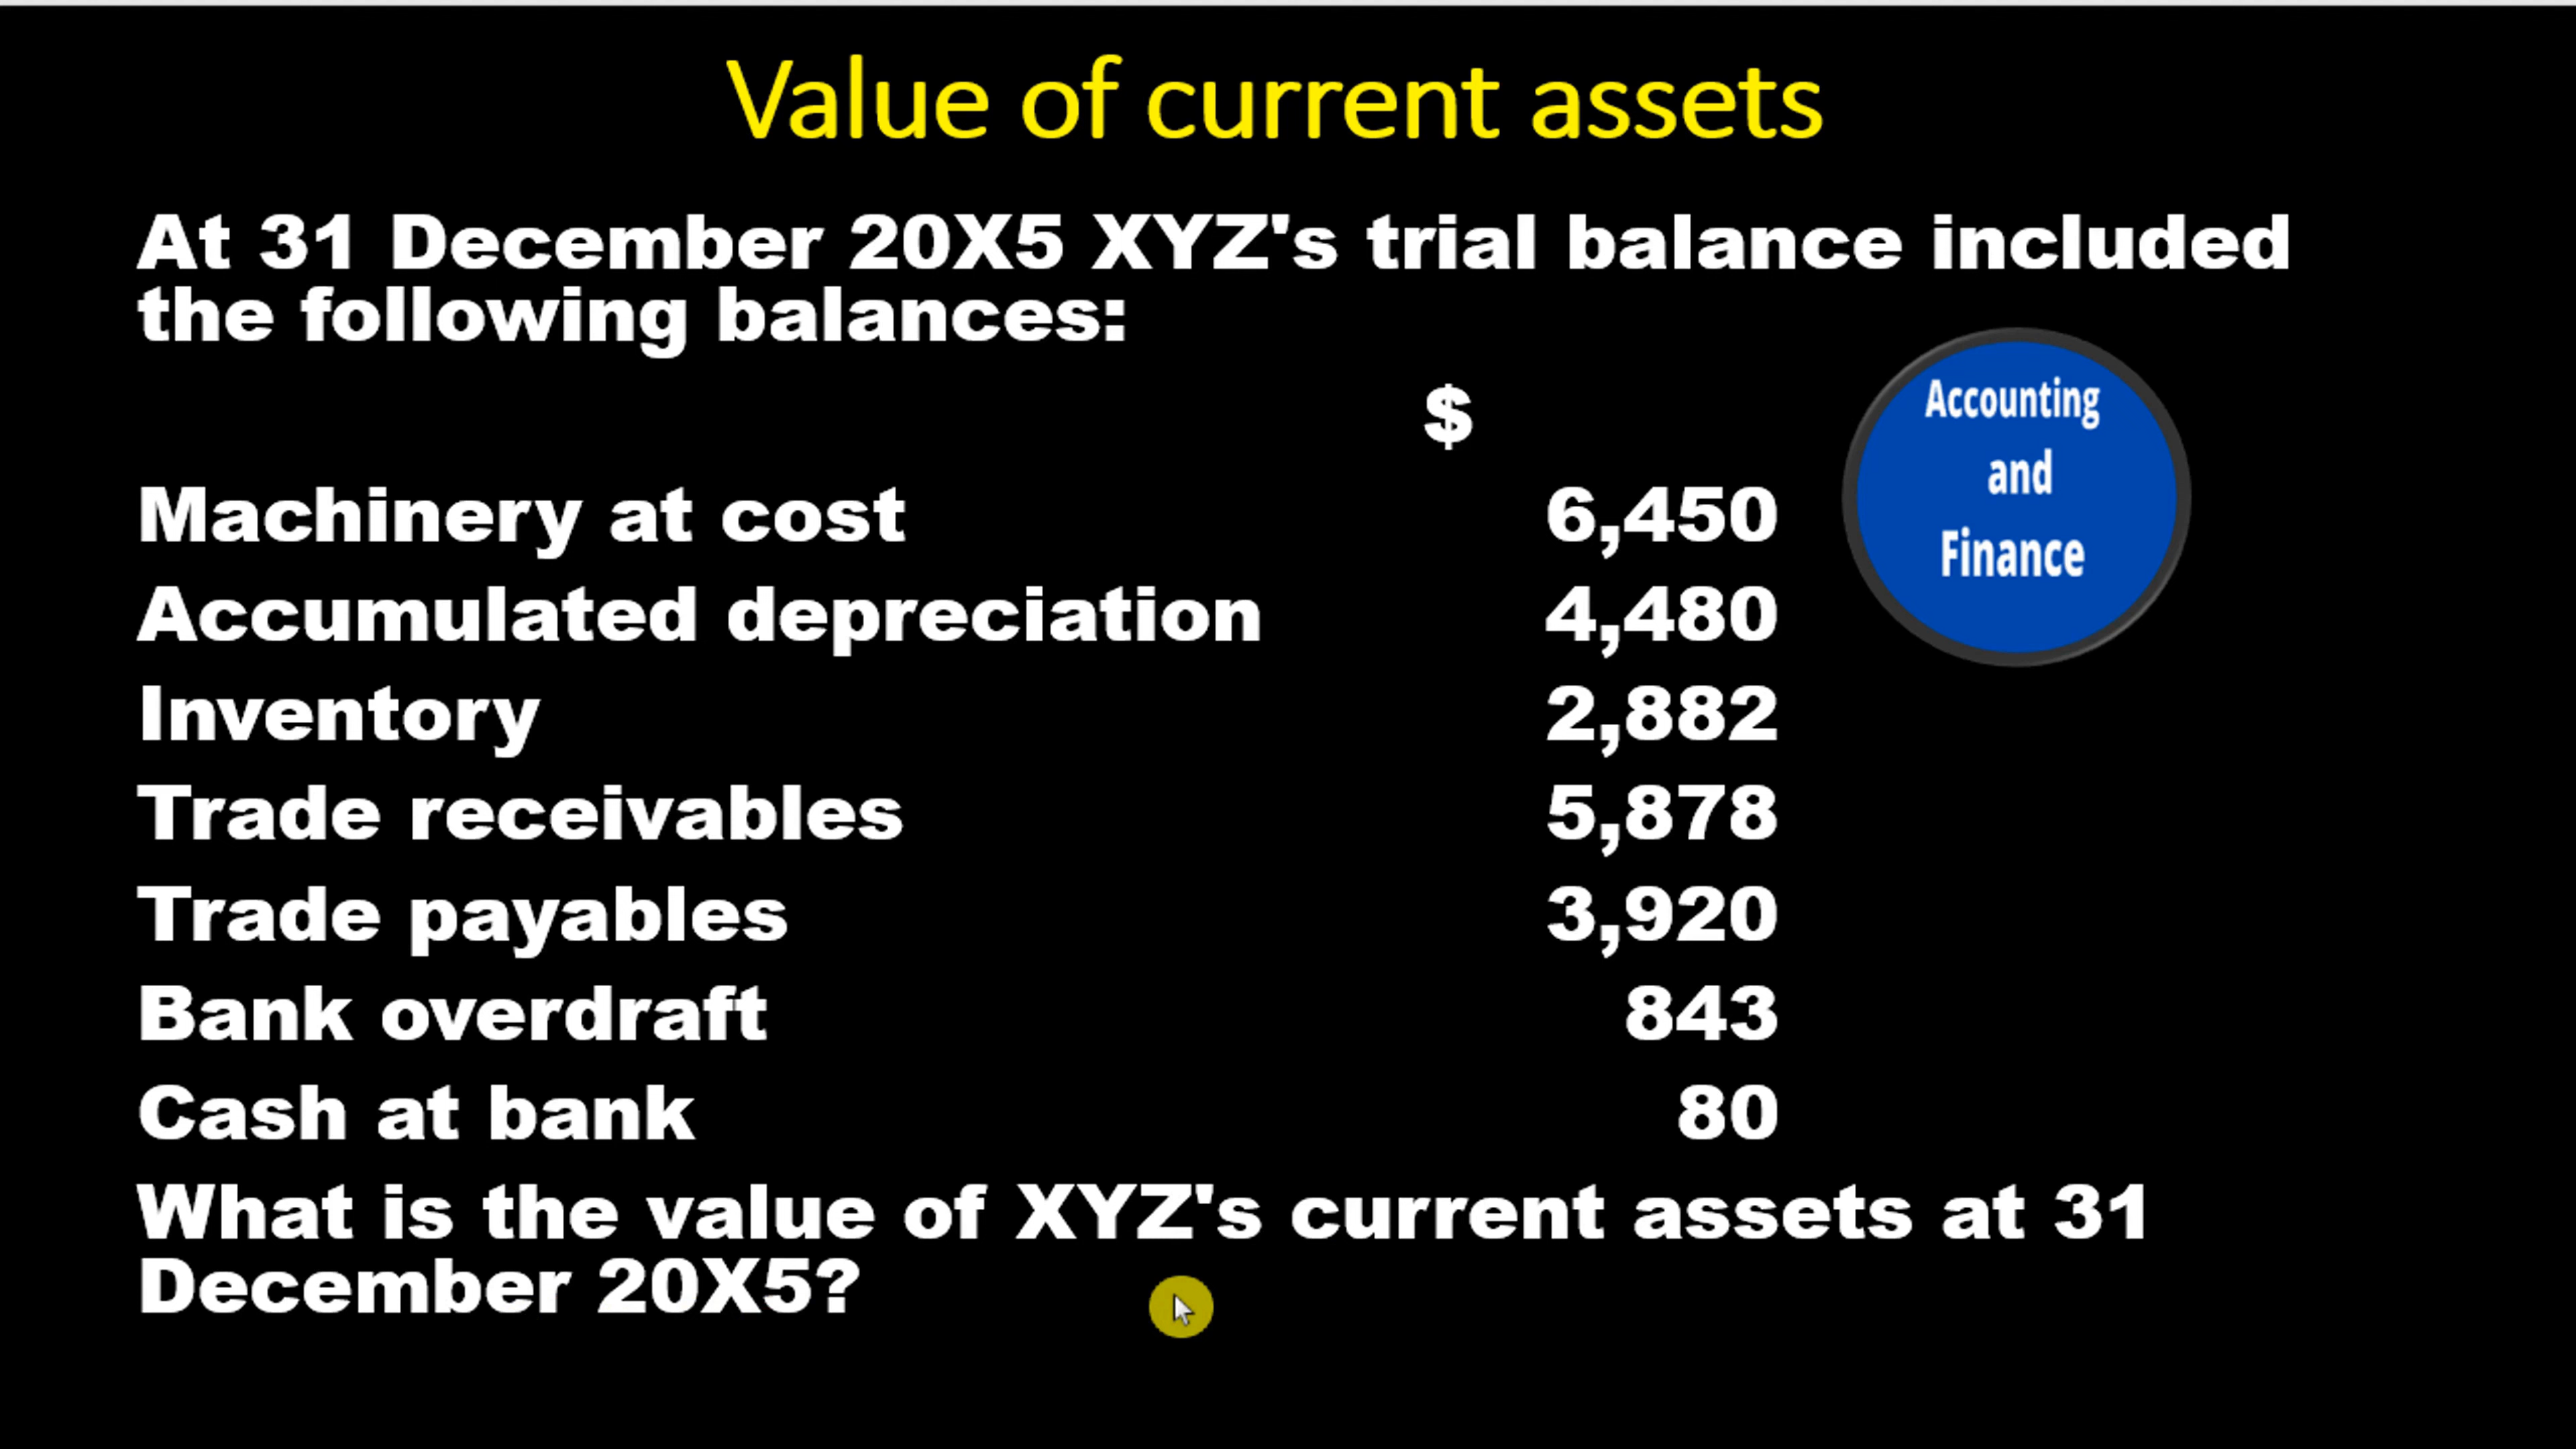 Value of current assets
At 31 December 20X5 XYZ's trial balance included
the following balances:
$
Accounting
and
Finance
Machinery at cost 6,450
Accumulated depreciation 4,480
Inventory 2,882
Trade receivables 5,878
Trade payables 3,920
Bank overdraft 843
Cash at bank 80
What is the value of XYZ's current assets at 31
December 20X5?